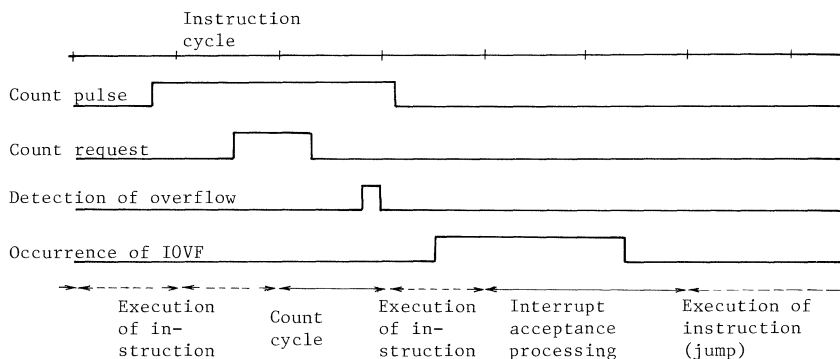 Instruction
cycle
Count pulse
Count request
Detection of overflow
Occurrence of IOVF
Execution
of in-
struction
Count
cycle
Execution
of in-
struction
Interrupt
acceptance
processing
Execution of
instruction
(jump)